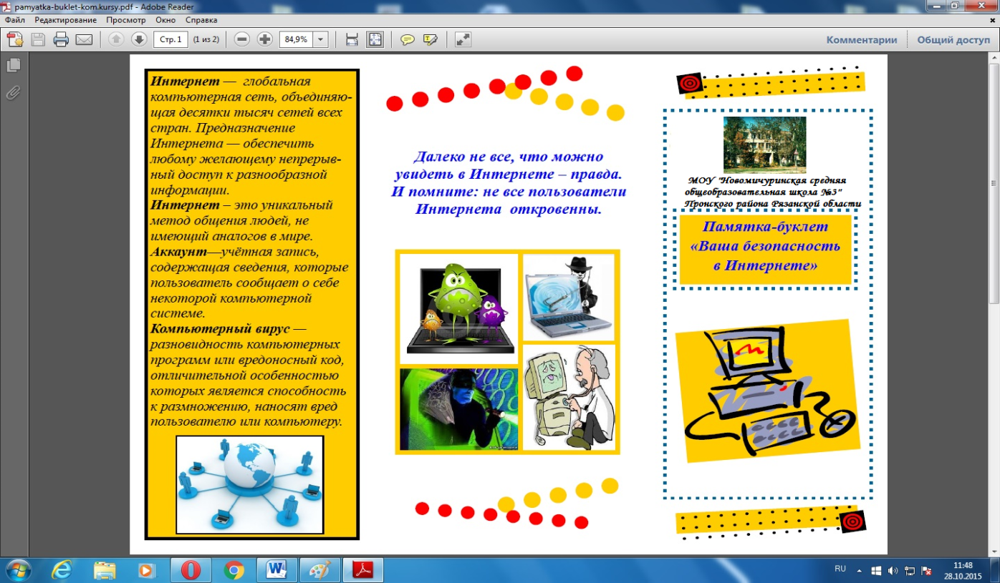 pamyatka-buklet-kom.kursy.pdf - Adobe Reader
Файл Редактирование Просмотр Окно Справка
Стр. 1 (1 из 2) 84,9% Комментарии Общий доступ
Интернет — глобальная
компьютерная сеть, объединяю-
щая десятки тысяч сетей всех
стран. Предназначение
Интернета — обеспечить
любому желающему непрерыв-
ный доступ к разнообразной
информации.
Интернет – это уникальный
метод общения людей, не
имеющий аналогов в мире.
Аккаунт—учётная запись,
содержащая сведения, которые
пользователь сообщает о себе
некоторой компьютерной
системе.
Компьютерный вирус —
разновидность компьютерных
программ или вредоносный код,
отличительной особенностью
которых является способность
к размножению, наносят вред
пользователю или компьютеру.
Далеко не все, что можно
увидеть в Интернете – правда.
И помните: не все пользователи
Интернета откровенны.
МОУ "Новомичуринская средняя
общеобразовательная школа №3"
Пронского района Рязанской области
Памятка-буклет
«Ваша безопасность
в Интернете»
RU
11:48
28.10.2015